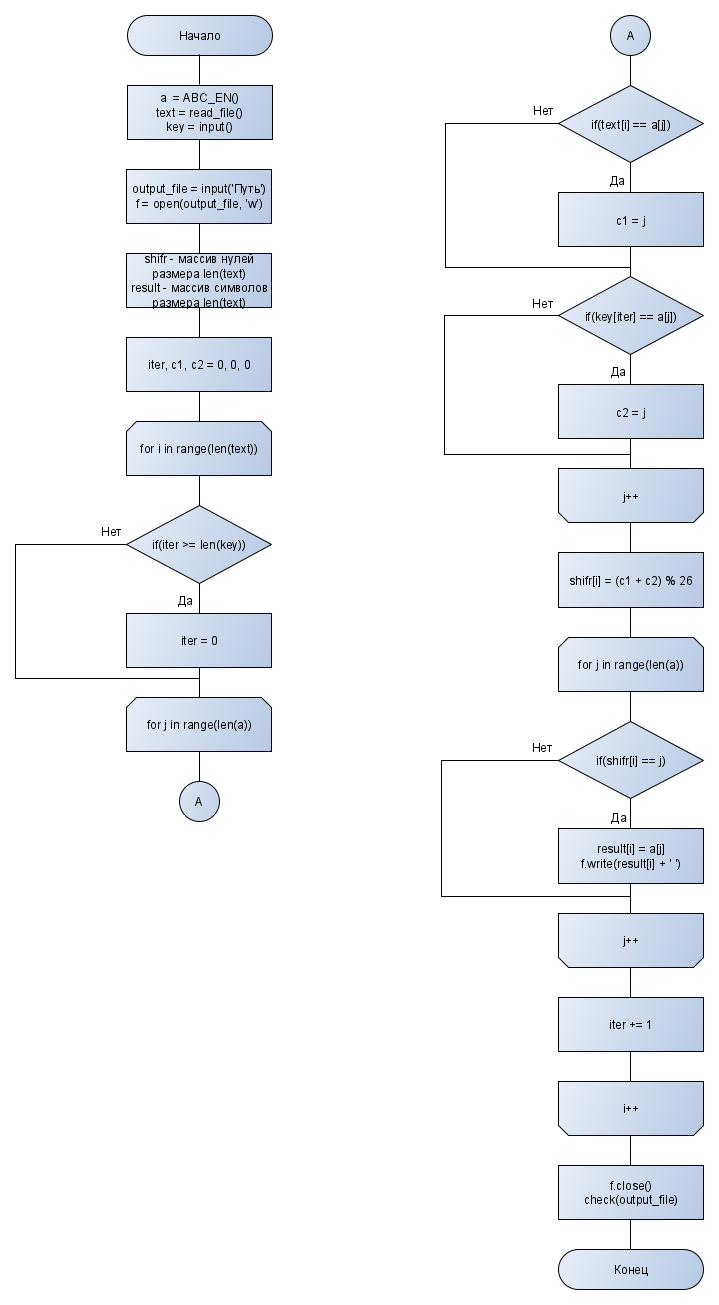 Начало
a  = ABC_EN()
text = read_file()
key = input()
output_file = input('Путь')
f = open(output_file, 'w')
shifr - массив нулей
размера len(text)
result - массив символов
размера len(text)
iter, c1, c2 = 0, 0, 0
for i in range(len(text))
Нет
if(iter >= len(key))
Да
iter = 0
for j in range(len(a))
A
A
Нет
if(text[i] == a[j])
Да
c1 = j
Нет
if(key[iter] == a[j])
Да
c2 = j
j++
shifr[i] = (c1 + c2) % 26
for j in range(len(a))
Нет
if(shifr[i] == j)
Да
result[i] = a[j]
f.write(result[i] + ' ')
j++
iter += 1
i++
f.close()
check(output_file)
Конец